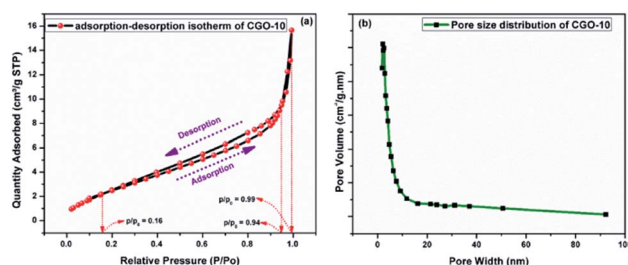 (a)
adsorption-desorption isotherm of CGO-10
Quantity Adsorbed (cm³/g STP)
16
14
12
10
8
6
4
2
0
Desorption
Adsorption
p/p₀ = 0.99
p/p₀ = 0.16
p/p₀ = 0.94
0.0 0.2 0.4 0.6 0.8 1.0
Relative Pressure (P/Po)
(b)
Pore size distribution of CGO-10
Pore Volume (cm³/g.nm)
0 20 40 60 80 100
Pore Width (nm)